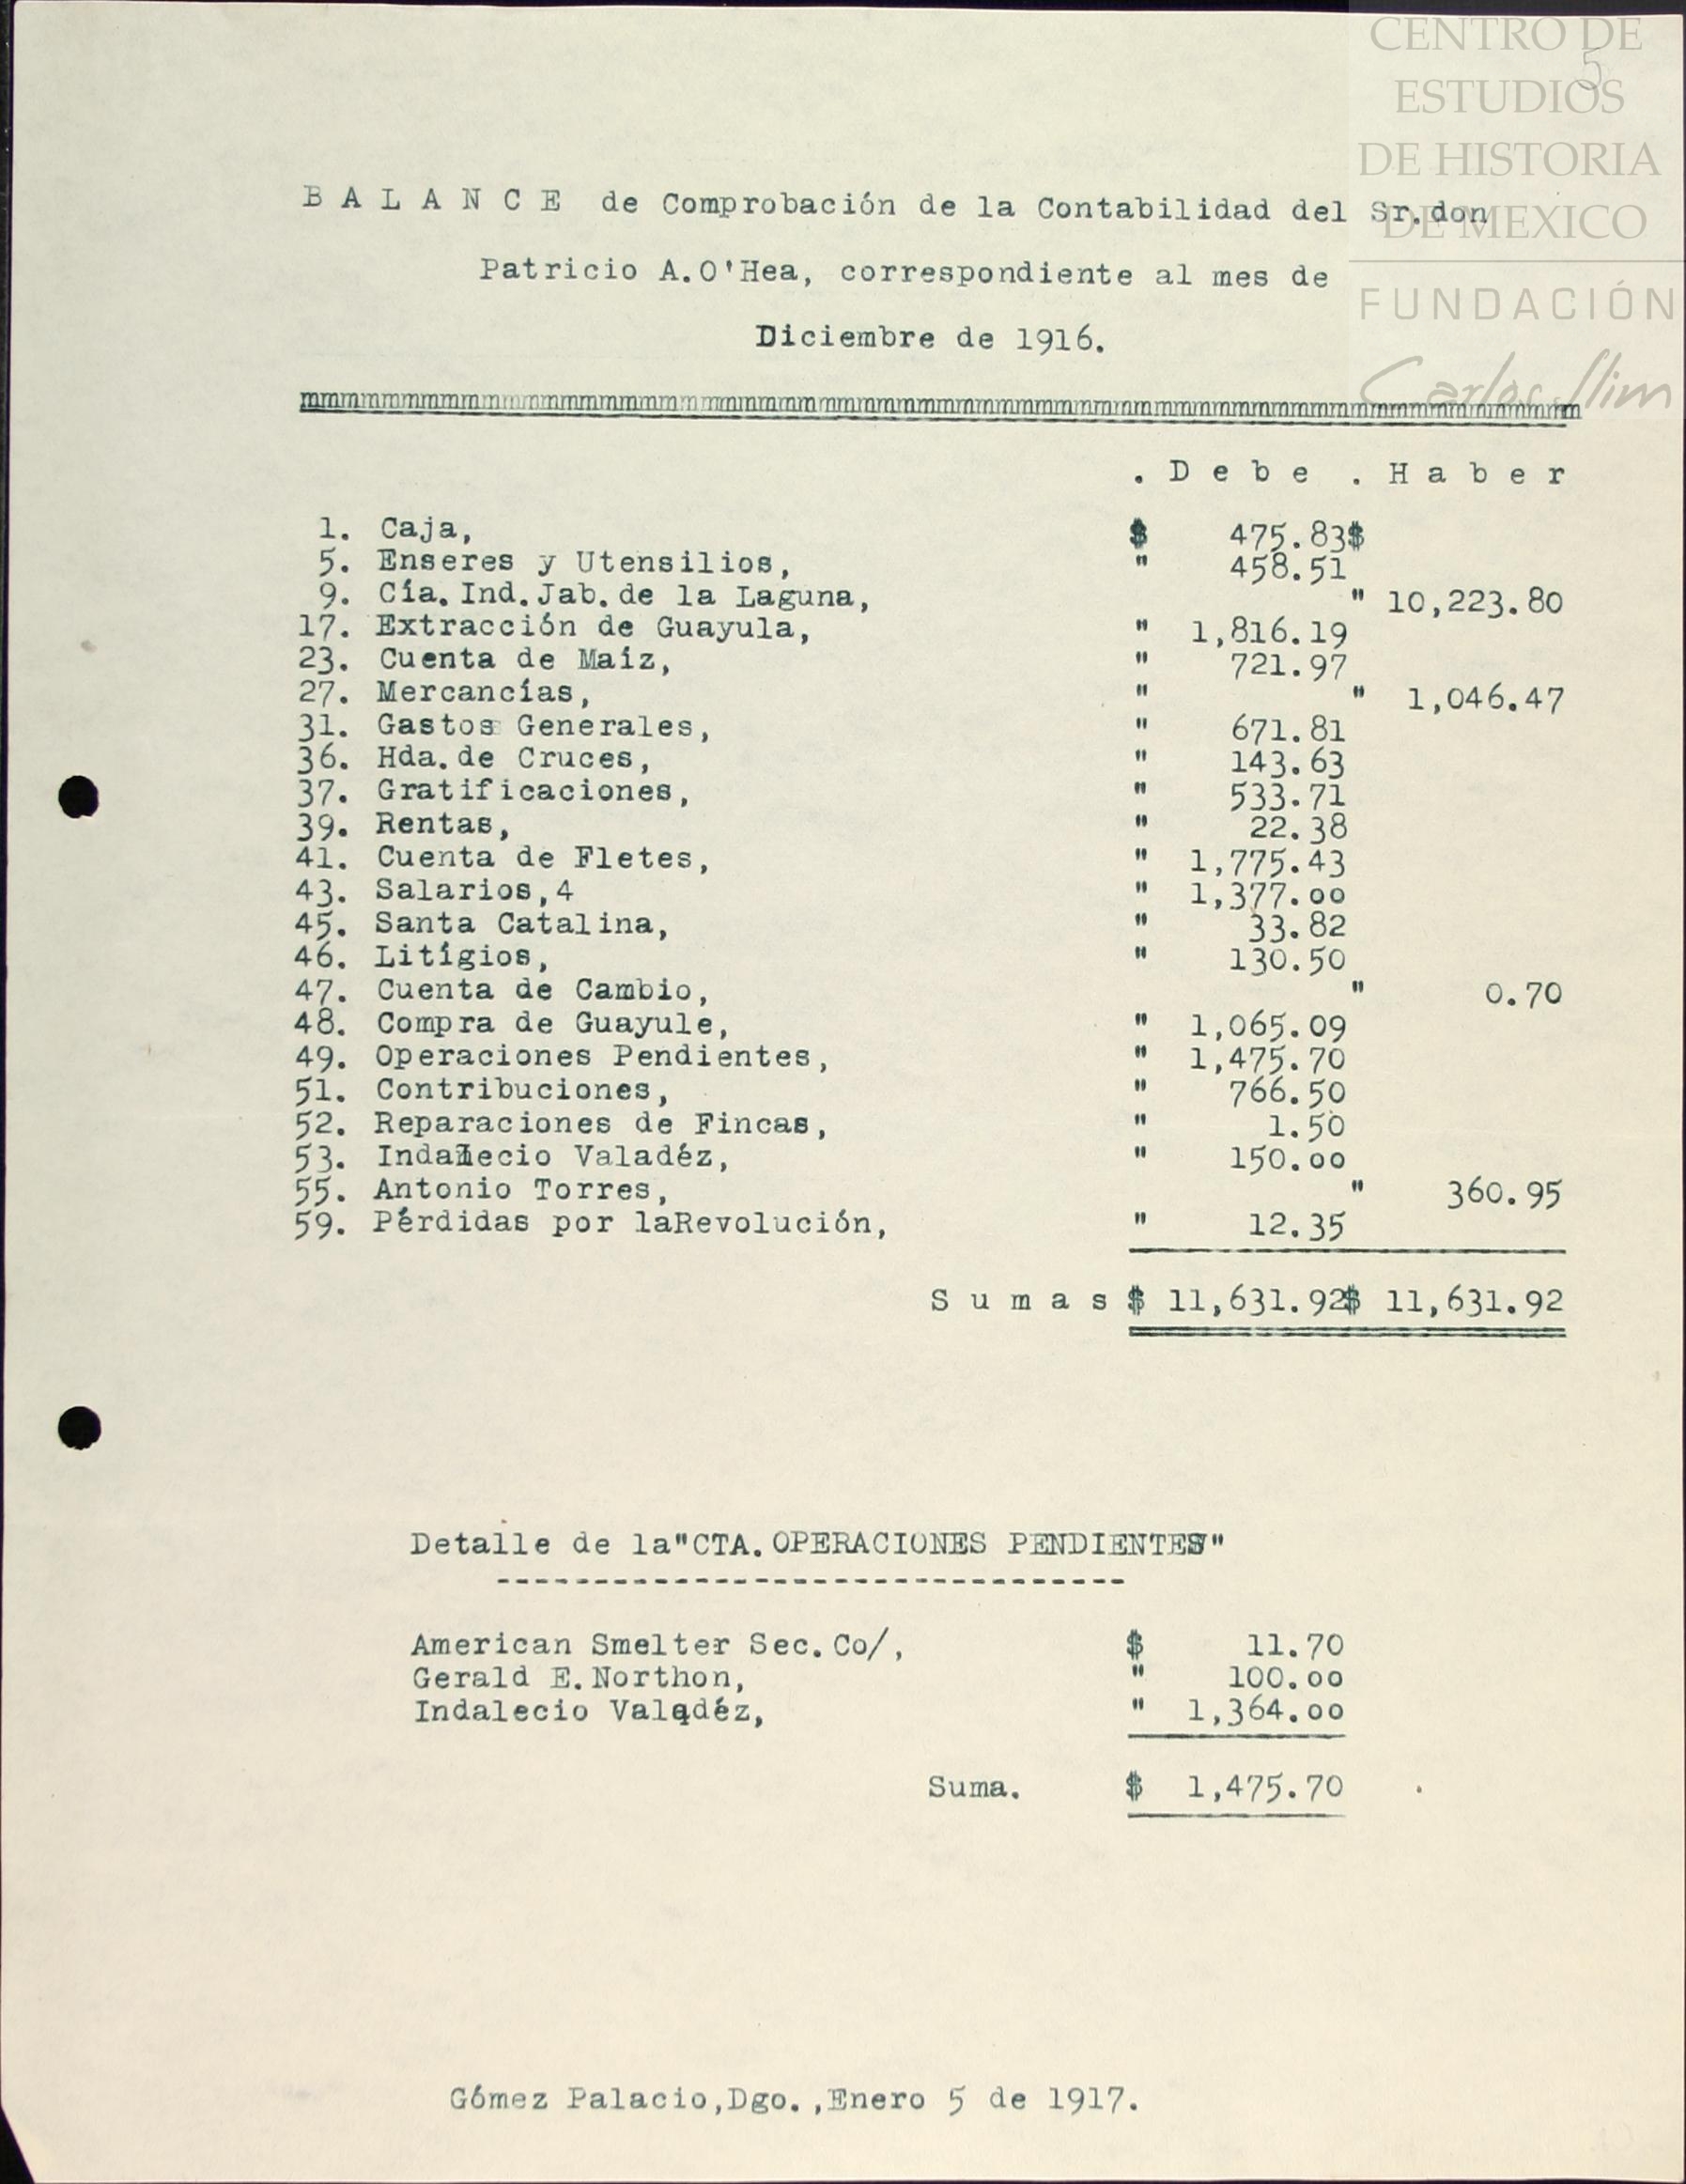 CENTRO DE
5
ESTUDIOS
DE HISTORIA
DE MEXICO
FUNDACIÓN
Carlos Slim
B A L A N C E de Comprobación de la Contabilidad del Sr.don
Patricio A.O'Hea, correspondiente al mes de
Diciembre de 1916.
mmmmmmmmmmmmmmmmmmmmmmmmmmmmmmmmmmmmmmmmmmmmmmmmmmmmmmmmmmmmmmm
. D e b e . H a b e r
1. Caja, $ 475.83$
5. Enseres y Utensilios, " 458.51
9. Cía.Ind.Jab.de la Laguna, " 10,223.80
17. Extracción de Guayula, " 1,816.19
23. Cuenta de Maíz, " 721.97
27. Mercancías, " " 1,046.47
31. Gastos Generales, " 671.81
36. Hda.de Cruces, " 143.63
37. Gratificaciones, " 533.71
39. Rentas, " 22.38
41. Cuenta de Fletes, " 1,775.43
43. Salarios,4 " 1,377.oo
45. Santa Catalina, " 33.82
46. Litígios, " 130.50
47. Cuenta de Cambio, " 0.70
48. Compra de Guayule, " 1,065.09
49. Operaciones Pendientes, " 1,475.70
51. Contribuciones, " 766.50
52. Reparaciones de Fincas, " 1.50
53. Indalecio Valadéz, " 150.oo
55. Antonio Torres, " 360.95
59. Pérdidas por laRevolución, " 12.35
S u m a s $ 11,631.92$ 11,631.92
Detalle de la"CTA.OPERACIONES PENDIENTES"
--------------------------------
American Smelter Sec.Co/, $ 11.70
Gerald E.Northon, " 100.oo
Indalecio Valadéz, " 1,364.oo
Suma. $ 1,475.70
Gómez Palacio,Dgo.,Enero 5 de 1917.